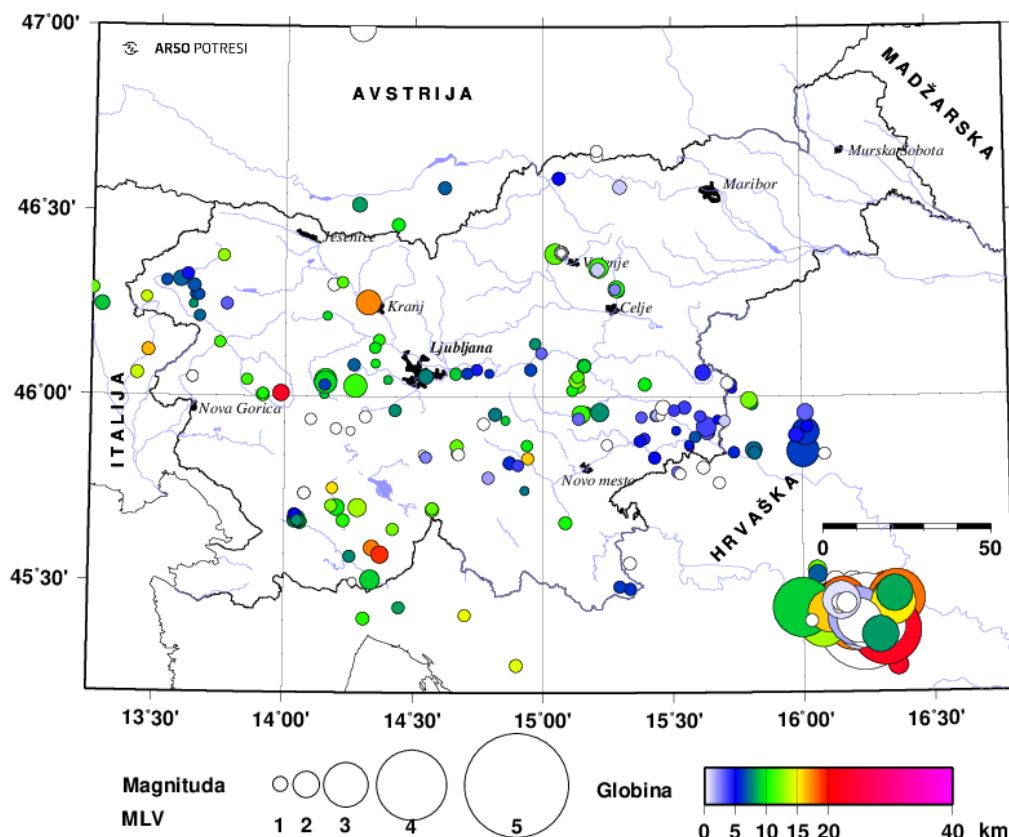 47˚00'
ARSO POTRESI
AVSTRIJA
MADŽARSKA
Murska Sobota
Maribor
46˚30'
Jesenice
Velenje
Kranj
Celje
Ljubljana
46˚00'
Nova Gorica
ITALIJA
Novo mesto
HRVAŠKA
0 50
45˚30'
13˚30' 14˚00' 14˚30' 15˚00' 15˚30' 16˚00' 16˚30'
Magnituda
MLV
1 2 3 4 5
Globina
0 5 10 15 20 40 km